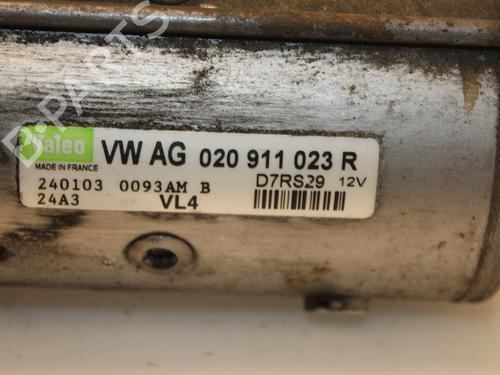 Valeo VW AG 020 911 023 R
MADE IN FRANCE D7RS29 12V
240103 0093AM B
24A3 VL4
B-PARTS